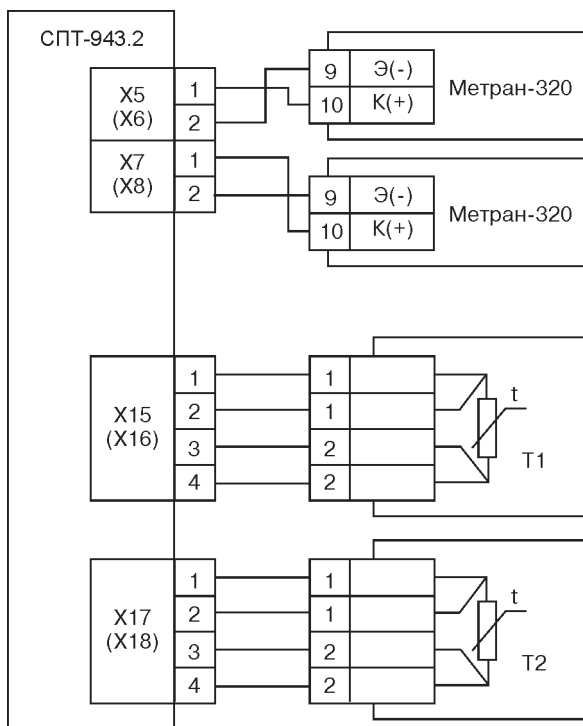 СПТ-943.2
X5
(X6)
1
2
X7
(X8)
1
2
9 Э(-)
10 К(+)
Метран-320
9 Э(-)
10 К(+)
Метран-320
X15
(X16)
1
2
3
4
1
1
2
2
t
T1
X17
(X18)
1
2
3
4
1
1
2
2
t
T2